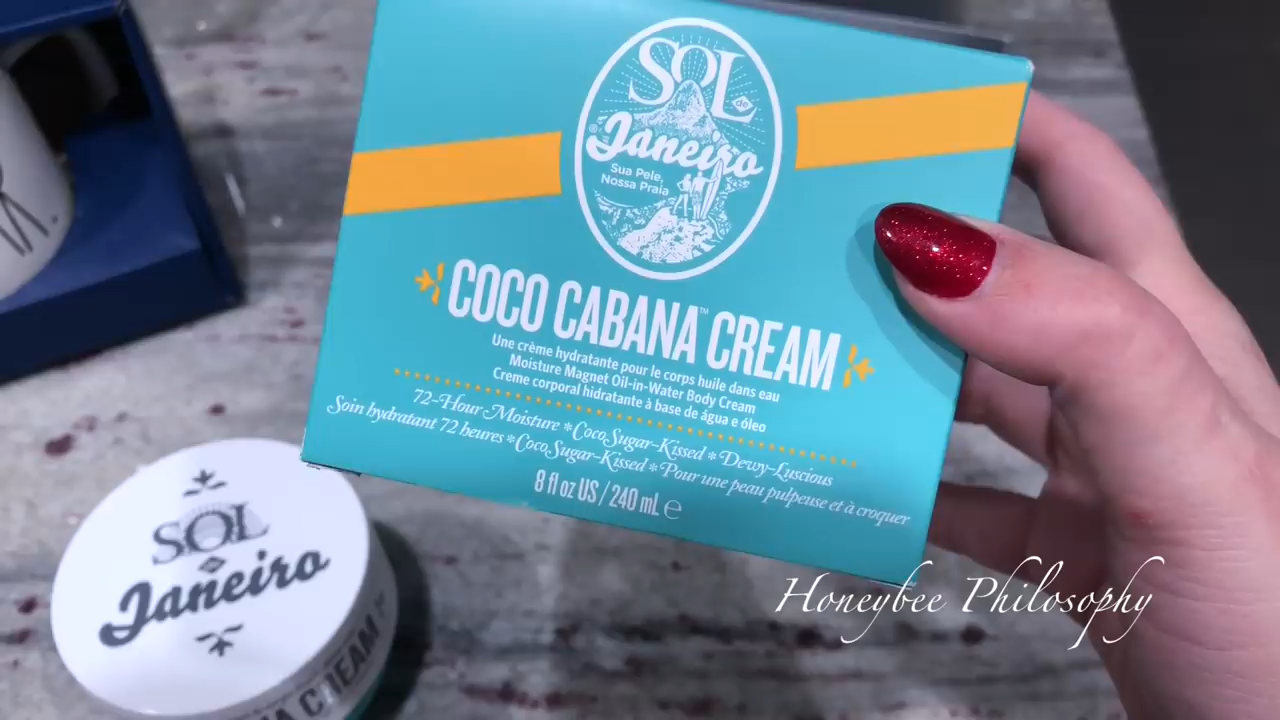 SOL
de
Janeiro
Sua Pele,
Nossa Praia
COCO CABANA™ CREAM
Une crème hydratante pour le corps huile dans eau
Moisture Magnet Oil-in-Water Body Cream
Creme corporal hidratante à base de água e óleo
72-Hour Moisture * Coco Sugar-Kissed * Dewy-Luscious
Soin hydratant 72 heures * Coco Sugar-Kissed * Pour une peau pulpeuse et à croquer
8 fl oz US / 240 mL ℮
SOL
de
Janeiro
CREAM
Honeybee Philosophy